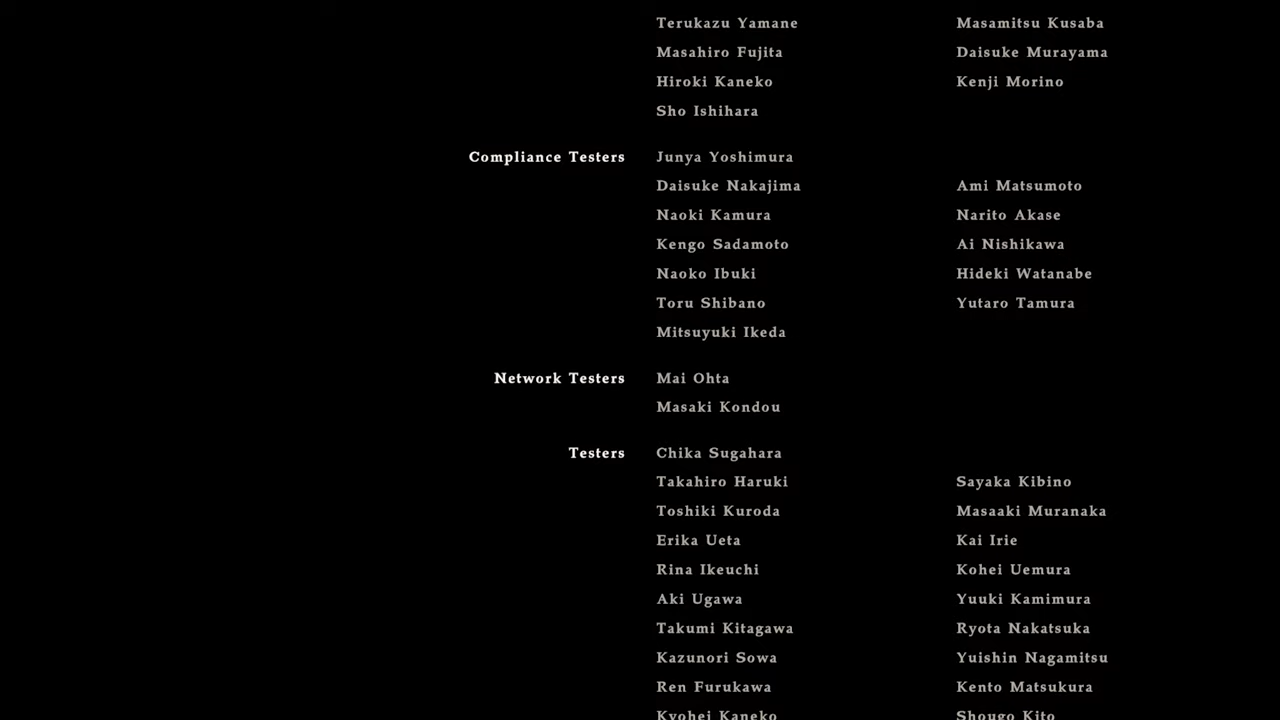 Terukazu Yamane Masamitsu Kusaba
Masahiro Fujita Daisuke Murayama
Hiroki Kaneko Kenji Morino
Sho Ishihara
Compliance Testers Junya Yoshimura
Daisuke Nakajima Ami Matsumoto
Naoki Kamura Narito Akase
Kengo Sadamoto Ai Nishikawa
Naoko Ibuki Hideki Watanabe
Toru Shibano Yutaro Tamura
Mitsuyuki Ikeda
Network Testers Mai Ohta
Masaki Kondou
Testers Chika Sugahara
Takahiro Haruki Sayaka Kibino
Toshiki Kuroda Masaaki Muranaka
Erika Ueta Kai Irie
Rina Ikeuchi Kohei Uemura
Aki Ugawa Yuuki Kamimura
Takumi Kitagawa Ryota Nakatsuka
Kazunori Sowa Yuishin Nagamitsu
Ren Furukawa Kento Matsukura
Kyohei Kaneko Shougo Kito